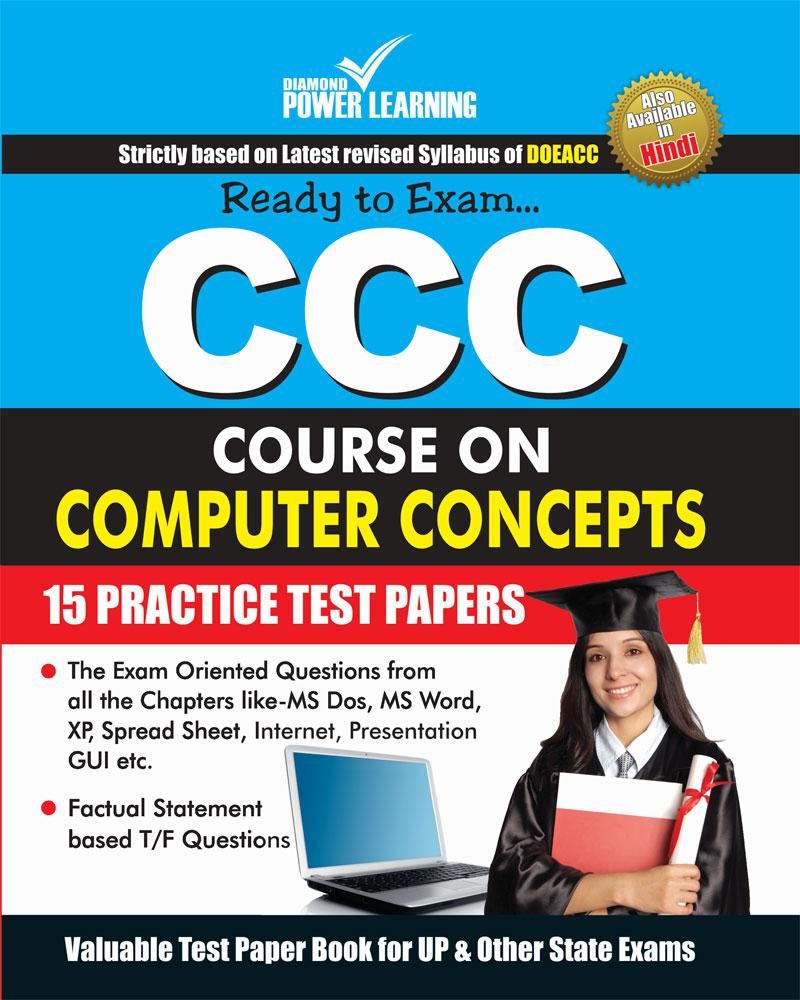 DIAMOND
POWER LEARNING
Also
Available
in
Hindi
Strictly based on Latest revised Syllabus of DOEACC
Ready to Exam...
CCC
COURSE ON
COMPUTER CONCEPTS
15 PRACTICE TEST PAPERS
The Exam Oriented Questions from
all the Chapters like-MS Dos, MS Word,
XP, Spread Sheet, Internet, Presentation
GUI etc.
Factual Statement
based T/F Questions
Valuable Test Paper Book for UP & Other State Exams